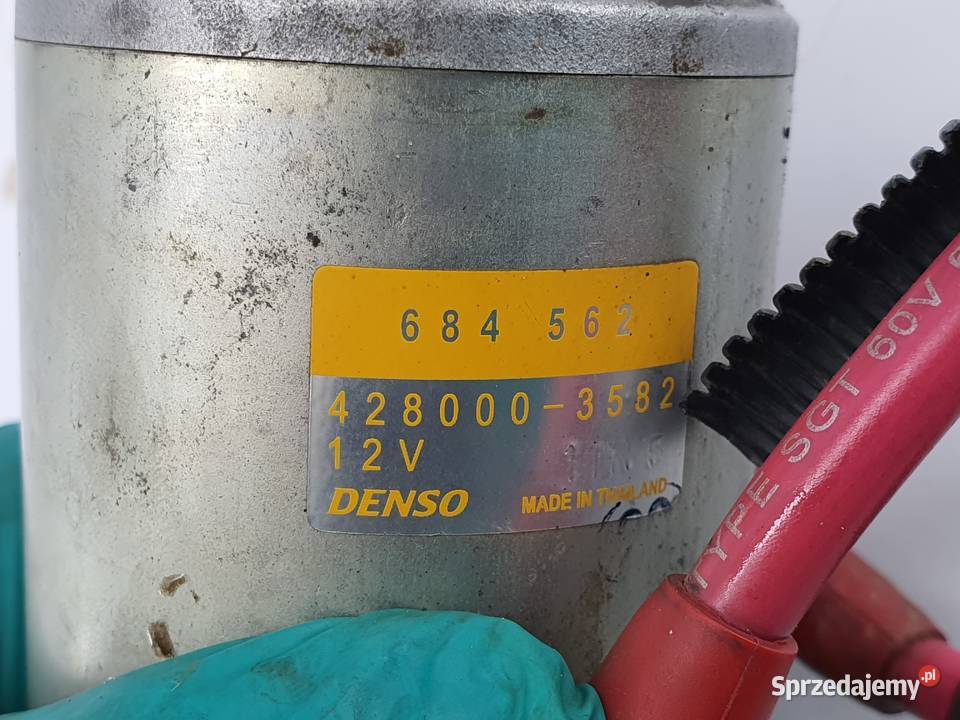 684 562
428000-3582
12V
DENSO
MADE IN THAILAND
TYPE SGT 60V
Sprzedajemy.pl